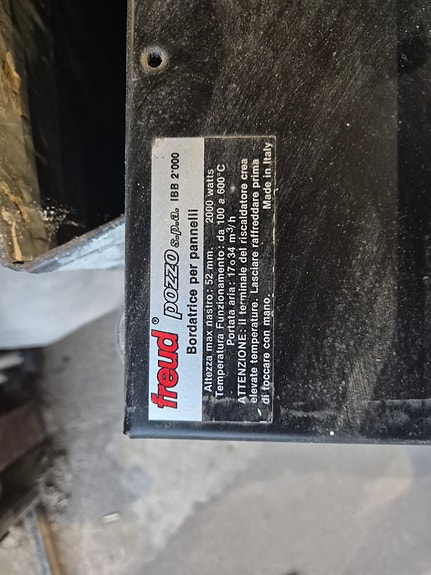 freud® pozzo s.p.a. IBB 2'000
Bordatrice per pannelli
Altezza max nastro: 52 mm. 2000 watts
Temperatura Funzionamento: da 100 a 600°C
Portata aria: 17 o 34 m³/h
ATTENZIONE: il terminale del riscaldatore crea
elevate temperature. Lasciare raffreddare prima
di toccare con mano. Made in Italy